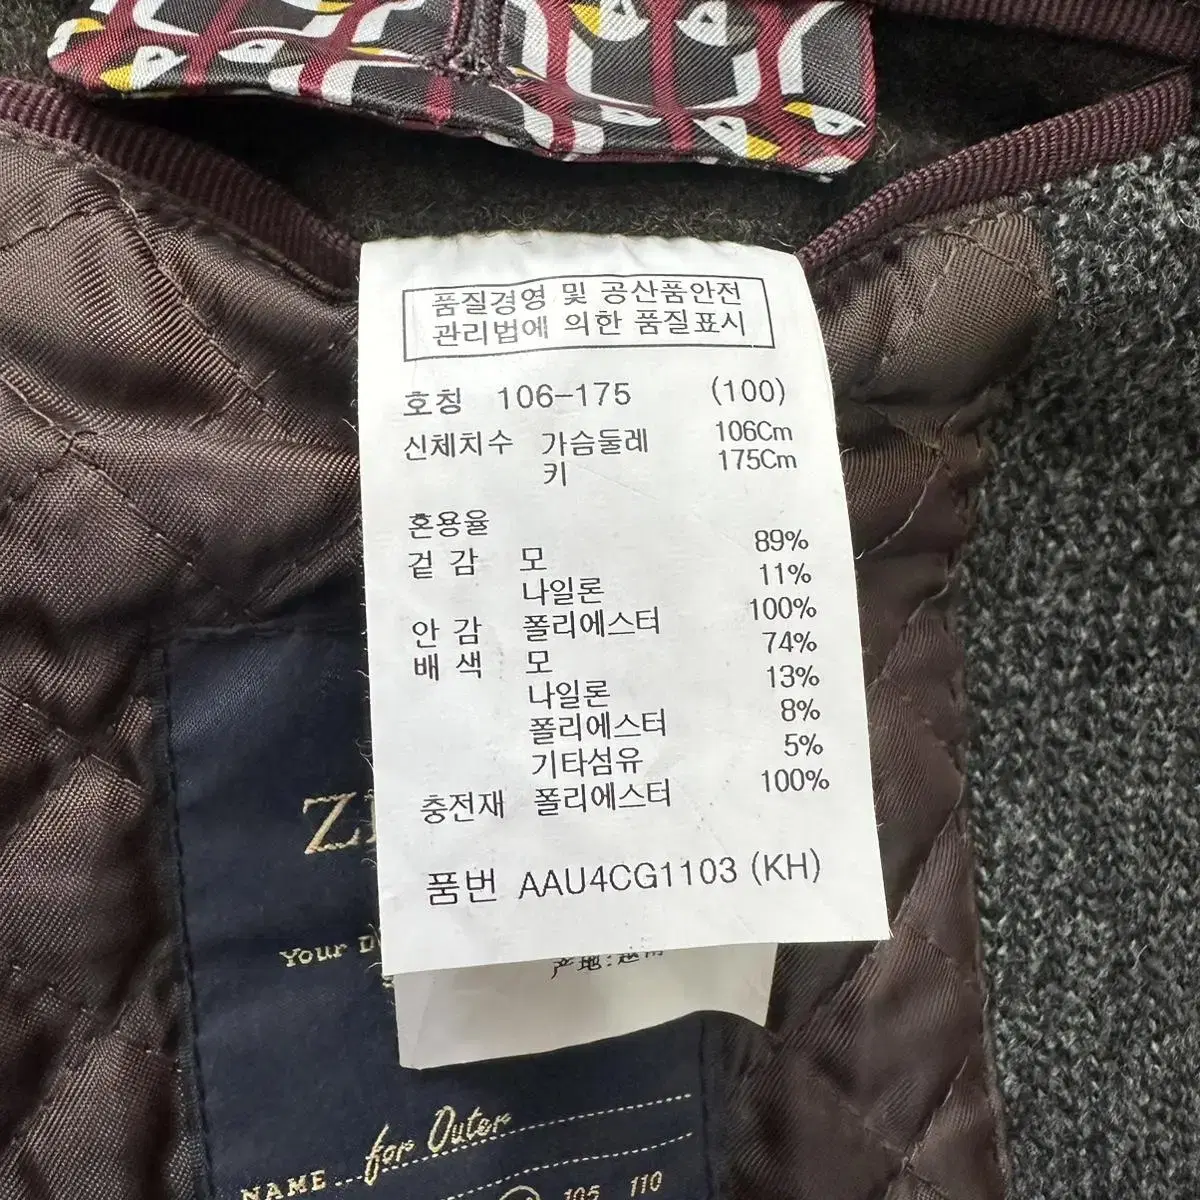 품질경영 및 공산품안전
관리법에 의한 품질표시
호칭 106-175 (100)
신체치수 가슴둘레 106Cm
키 175Cm
혼용율
겉 감 모 89%
나일론 11%
안 감 폴리에스터 100%
배 색 모 74%
나일론 13%
폴리에스터 8%
기타섬유 5%
충전재 폴리에스터 100%
품번 AAU4CG1103 (KH)
产地:越南
Your
NAME...for Outer
105 110